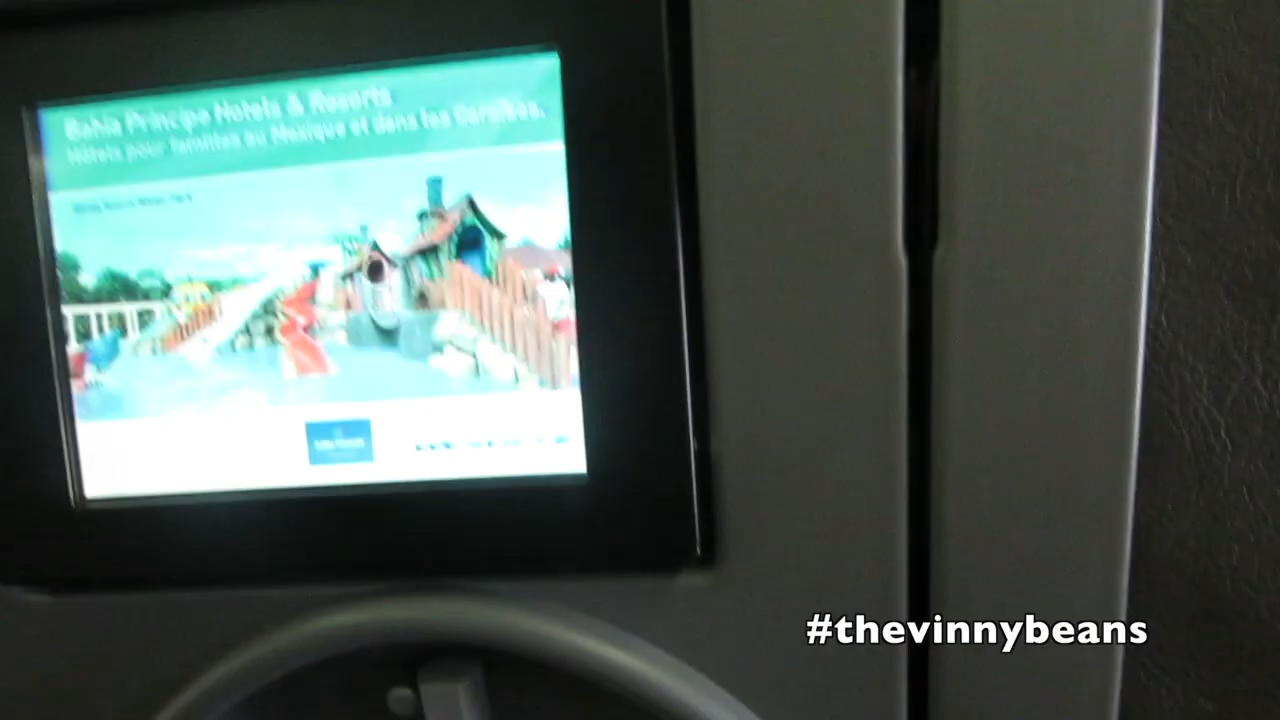 Bahia Principe Hotels & Resorts
Hôtels pour familles au Mexique et dans les Caraïbes.
#thevinnybeans